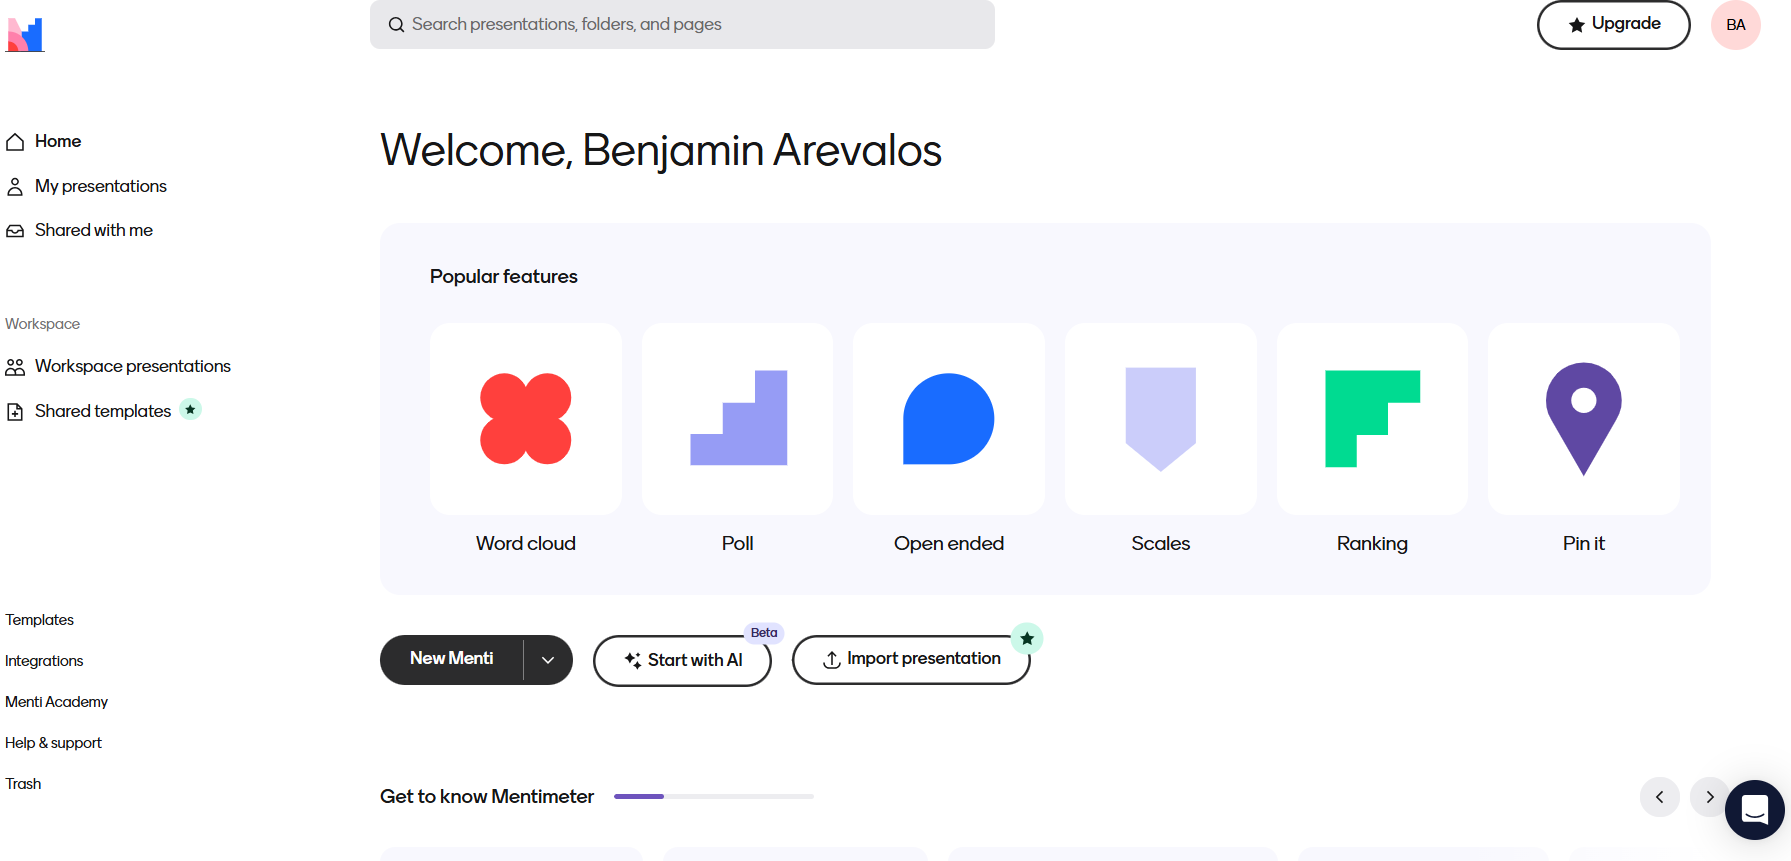 Search presentations, folders, and pages
Upgrade
BA
Home
My presentations
Shared with me
Workspace
Workspace presentations
Shared templates
Templates
Integrations
Menti Academy
Help & support
Trash
Welcome, Benjamin Arevalos
Popular features
Word cloud
Poll
Open ended
Scales
Ranking
Pin it
New Menti
Start with AI
Beta
Import presentation
Get to know Mentimeter